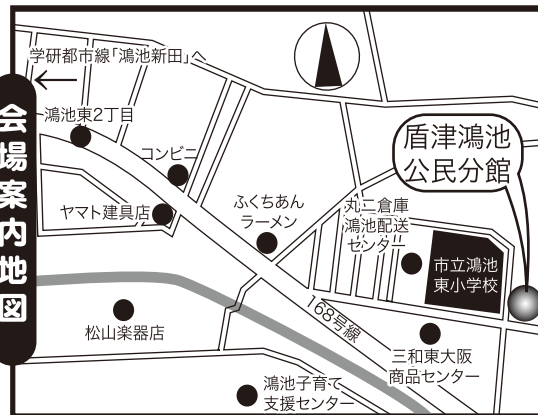 会場案内地図
学研都市線「鴻池新田」へ
鴻池東2丁目
コンビニ
ヤマト建具店
ふくちあん
ラーメン
丸二倉庫
鴻池配送
センター
盾津鴻池
公民分館
市立鴻池
東小学校
168号線
松山楽器店
三和東大阪
商品センター
鴻池子育て
支援センター